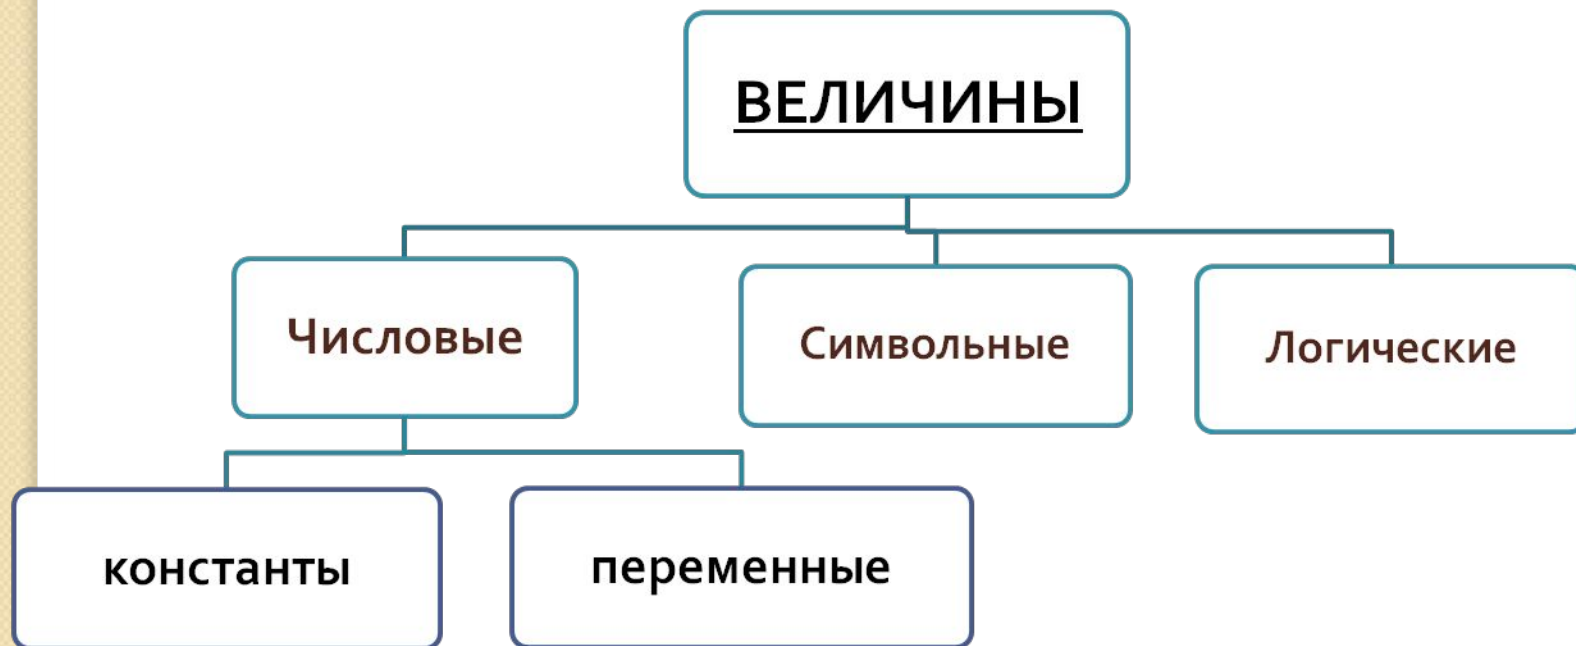 ВЕЛИЧИНЫ
Числовые
Символьные
Логические
константы
переменные